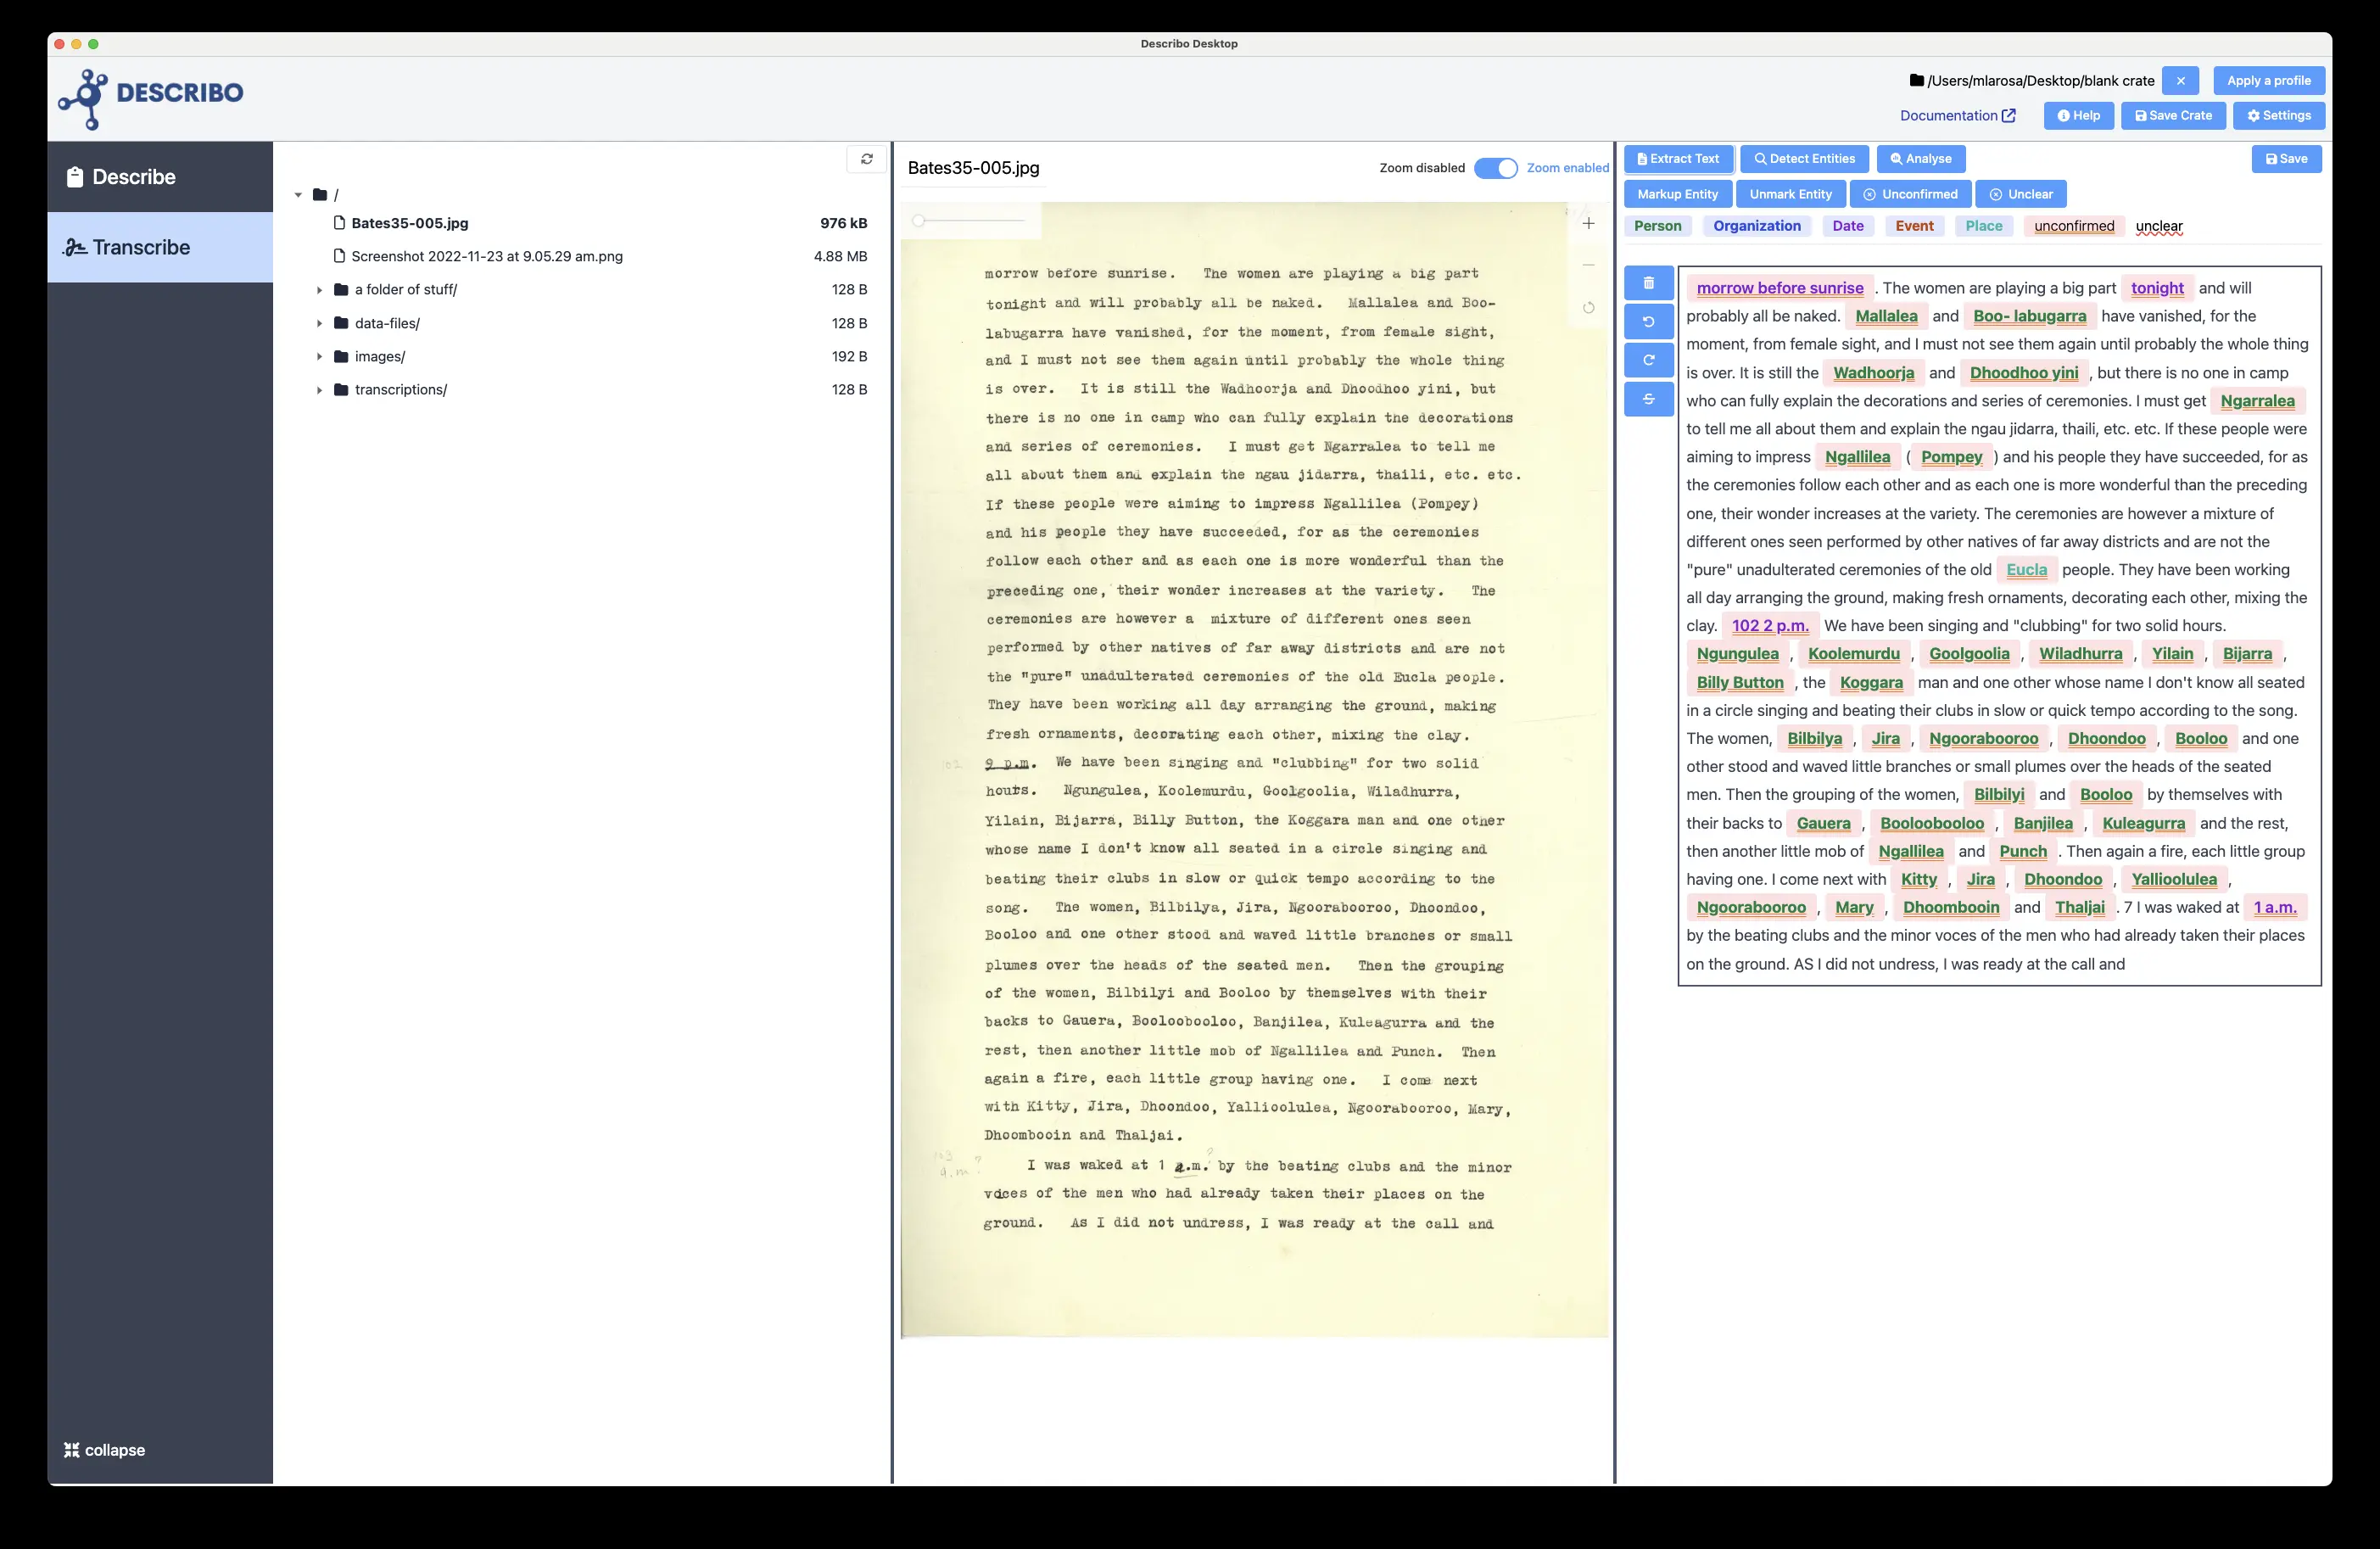 Describo Desktop
DESCRIBO
/Users/mlarosa/Desktop/blank crate
Apply a profile
Documentation
Help
Save Crate
Settings
Describe
Transcribe
collapse
/
Bates35-005.jpg 976 kB
Screenshot 2022-11-23 at 9.05.29 am.png 4.88 MB
a folder of stuff/ 128 B
data-files/ 128 B
images/ 192 B
transcriptions/ 128 B
Bates35-005.jpg
Zoom disabled Zoom enabled
morrow before sunrise. The women are playing a big part
tonight and will probably all be naked. Mallalea and Boo-
labugarra have vanished, for the moment, from female sight,
and I must not see them again until probably the whole thing
is over. It is still the Wadhoorja and Dhoodhoo yini, but
there is no one in camp who can fully explain the decorations
and series of ceremonies. I must get Ngarralea to tell me
all about them and explain the ngau jidarra, thaili, etc. etc.
If these people were aiming to impress Ngallilea (Pompey)
and his people they have succeeded, for as the ceremonies
follow each other and as each one is more wonderful than the
preceding one, their wonder increases at the variety. The
ceremonies are however a mixture of different ones seen
performed by other natives of far away districts and are not
the "pure" unadulterated ceremonies of the old Eucla people.
They have been working all day arranging the ground, making
fresh ornaments, decorating each other, mixing the clay.
102 9 p.m. We have been singing and "clubbing" for two solid
hours. Ngungulea, Koolemurdu, Goolgoolia, Wiladhurra,
Yilain, Bijarra, Billy Button, the Koggara man and one other
whose name I don't know all seated in a circle singing and
beating their clubs in slow or quick tempo according to the
song. The women, Bilbilya, Jira, Ngoorabooroo, Dhoondoo,
Booloo and one other stood and waved little branches or small
plumes over the heads of the seated men. Then the grouping
of the women, Bilbilyi and Booloo by themselves with their
backs to Gauera, Booloobooloo, Banjilea, Kuleagurra and the
rest, then another little mob of Ngallilea and Punch. Then
again a fire, each little group having one. I come next
with Kitty, Jira, Dhoondoo, Yallioolulea, Ngoorabooroo, Mary,
Dhoombooin and Thaljai.
103
a.m. ?
I was waked at 1 a.m.? by the beating clubs and the minor
voces of the men who had already taken their places on the
ground. As I did not undress, I was ready at the call and
Extract Text
Detect Entities
Analyse
Save
Markup Entity
Unmark Entity
Unconfirmed
Unclear
Person Organization Date Event Place unconfirmed unclear
morrow before sunrise . The women are playing a big part tonight and will
probably all be naked. Mallalea and Boo- labugarra have vanished, for the
moment, from female sight, and I must not see them again until probably the whole thing
is over. It is still the Wadhoorja and Dhoodhoo yini , but there is no one in camp
who can fully explain the decorations and series of ceremonies. I must get Ngarralea
to tell me all about them and explain the ngau jidarra, thaili, etc. etc. If these people were
aiming to impress Ngallilea ( Pompey ) and his people they have succeeded, for as
the ceremonies follow each other and as each one is more wonderful than the preceding
one, their wonder increases at the variety. The ceremonies are however a mixture of
different ones seen performed by other natives of far away districts and are not the
"pure" unadulterated ceremonies of the old Eucla people. They have been working
all day arranging the ground, making fresh ornaments, decorating each other, mixing the
clay. 102 2 p.m. We have been singing and "clubbing" for two solid hours.
Ngungulea , Koolemurdu , Goolgoolia , Wiladhurra , Yilain , Bijarra ,
Billy Button , the Koggara man and one other whose name I don't know all seated
in a circle singing and beating their clubs in slow or quick tempo according to the song.
The women, Bilbilya , Jira , Ngoorabooroo , Dhoondoo , Booloo and one
other stood and waved little branches or small plumes over the heads of the seated
men. Then the grouping of the women, Bilbilyi and Booloo by themselves with
their backs to Gauera , Booloobooloo , Banjilea , Kuleagurra and the rest,
then another little mob of Ngallilea and Punch . Then again a fire, each little group
having one. I come next with Kitty , Jira , Dhoondoo , Yallioolulea ,
Ngoorabooroo , Mary , Dhoombooin and Thaljai . 7 I was waked at 1 a.m.
by the beating clubs and the minor voces of the men who had already taken their places
on the ground. AS I did not undress, I was ready at the call and